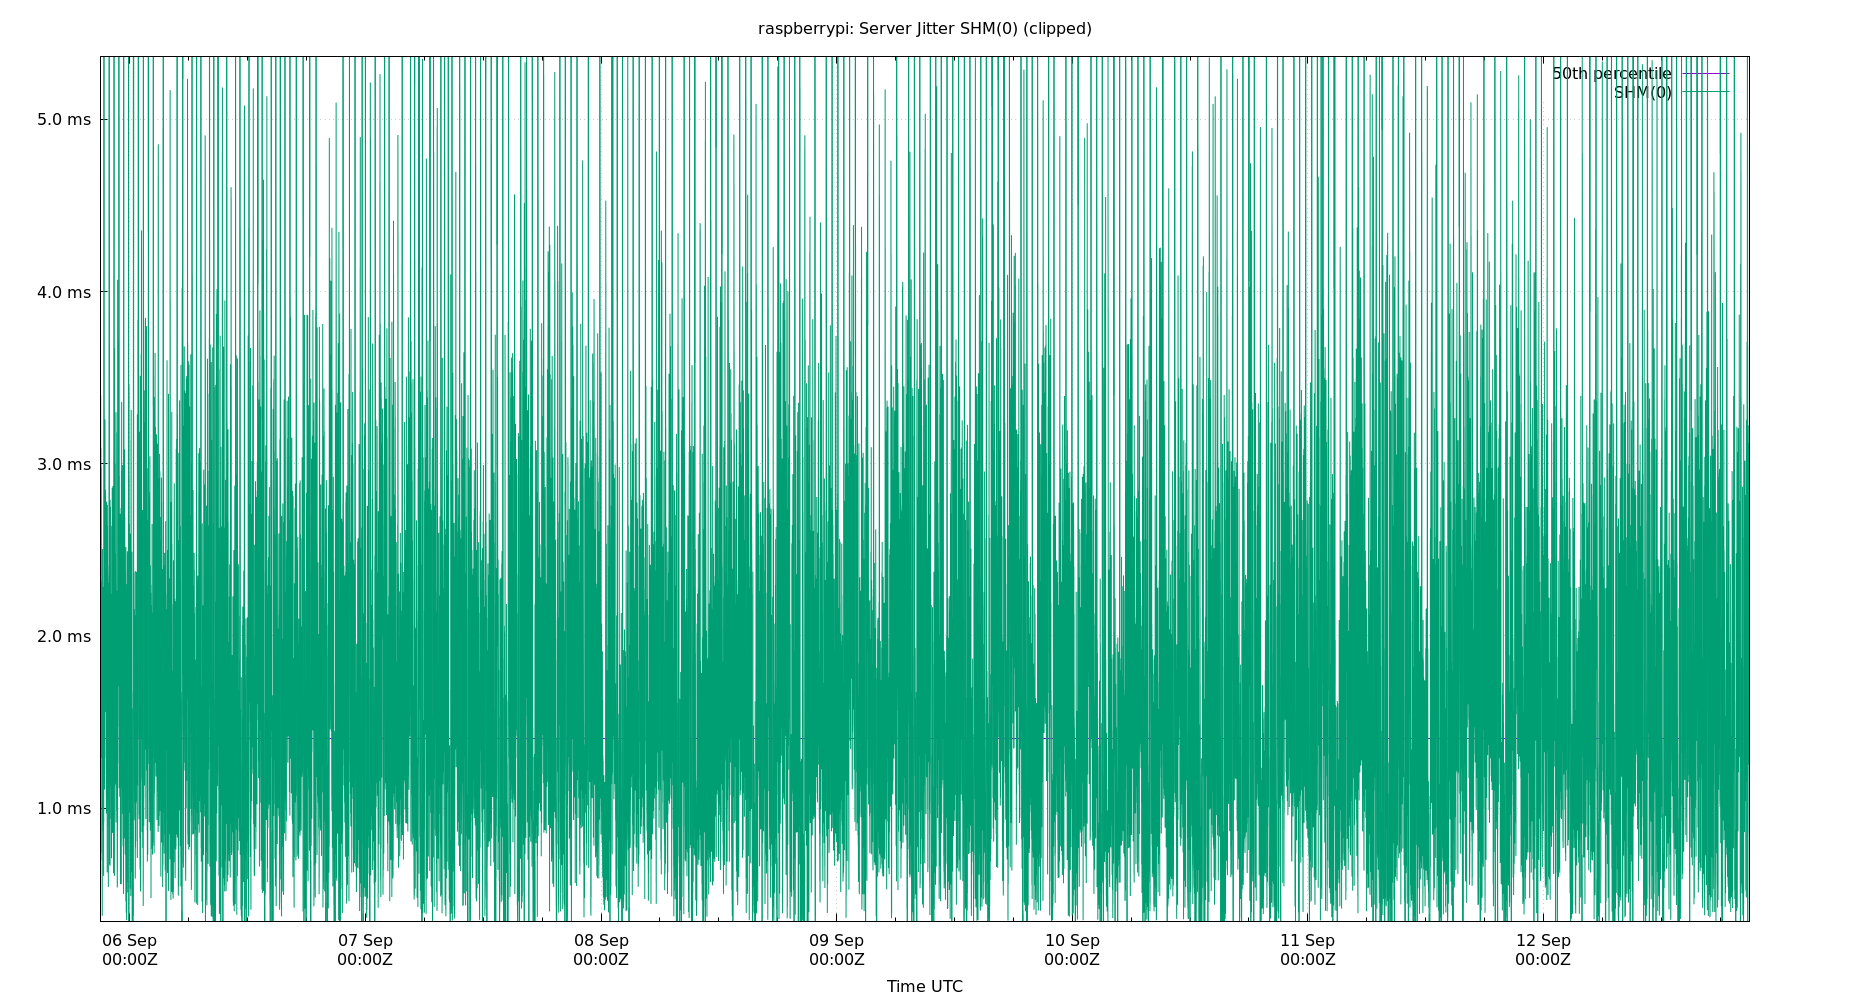 raspberrypi: Server Jitter SHM(0) (clipped)
50th percentile
SHM(0)
5.0 ms
4.0 ms
3.0 ms
2.0 ms
1.0 ms
06 Sep 07 Sep 08 Sep 09 Sep 10 Sep 11 Sep 12 Sep
00:00Z 00:00Z 00:00Z 00:00Z 00:00Z 00:00Z 00:00Z
Time UTC